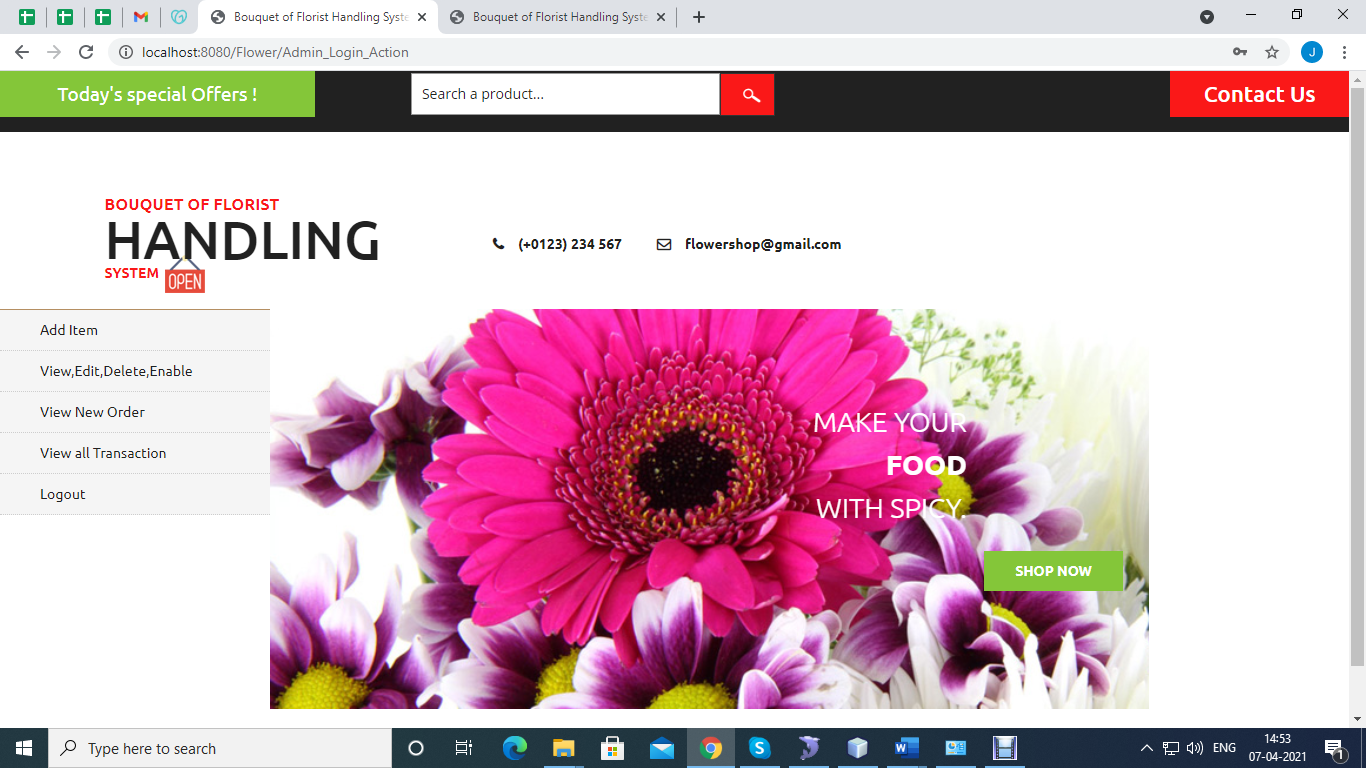 Bouquet of Florist Handling Syste
Bouquet of Florist Handling Syste
localhost:8080/Flower/Admin_Login_Action
J
Today's special Offers !
Search a product...
Contact Us
BOUQUET OF FLORIST
HANDLING
SYSTEM
OPEN
(+0123) 234 567
flowershop@gmail.com
Add Item
View,Edit,Delete,Enable
View New Order
View all Transaction
Logout
MAKE YOUR
FOOD
WITH SPICY.
SHOP NOW
Type here to search
ENG
14:53
07-04-2021
1